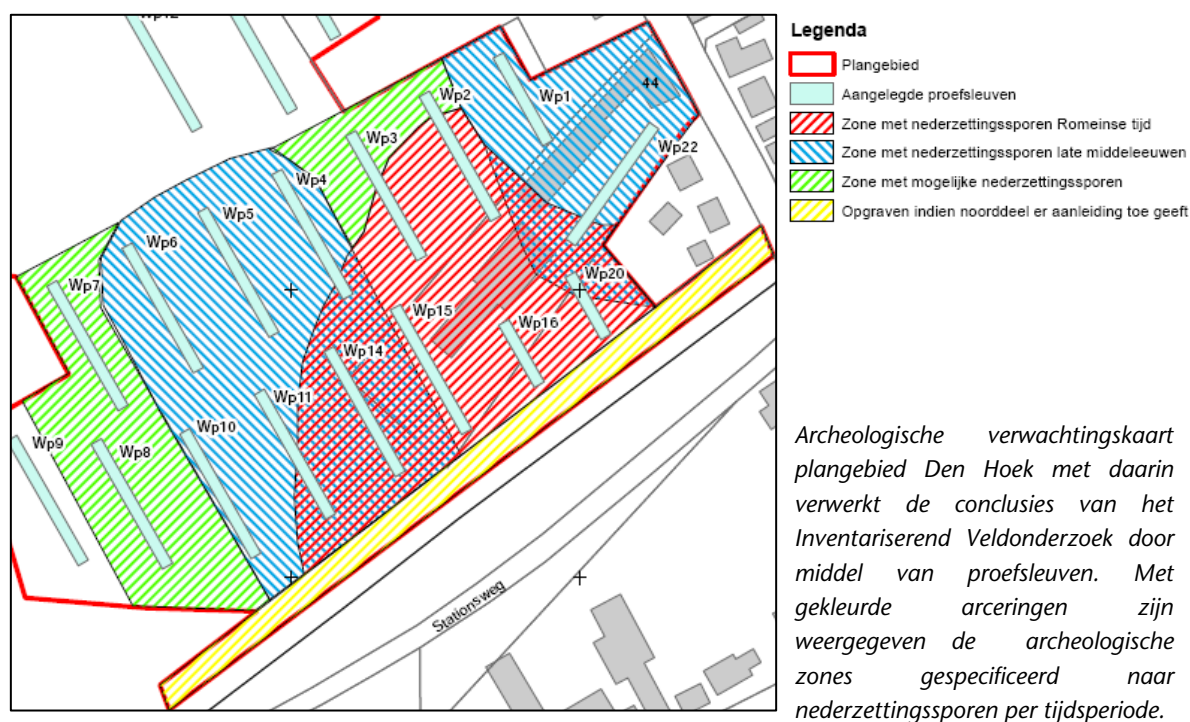 Wp12
Wp1
44
Wp2
Wp3
Wp22
Wp4
Wp5
Wp6
Wp20
Wp7
Wp15
Wp16
Wp14
Wp11
Wp10
Wp9
Wp8
Stationsweg
Legenda
Plangebied
Aangelegde proefsleuven
Zone met nederzettingssporen Romeinse tijd
Zone met nederzettingssporen late middeleeuwen
Zone met mogelijke nederzettingssporen
Opgraven indien noorddeel er aanleiding toe geeft
Archeologische verwachtingskaart
plangebied Den Hoek met daarin
verwerkt de conclusies van het
Inventariserend Veldonderzoek door
middel van proefsleuven. Met
gekleurde arceringen zijn
weergegeven de archeologische
zones gespecificeerd naar
nederzettingssporen per tijdsperiode.